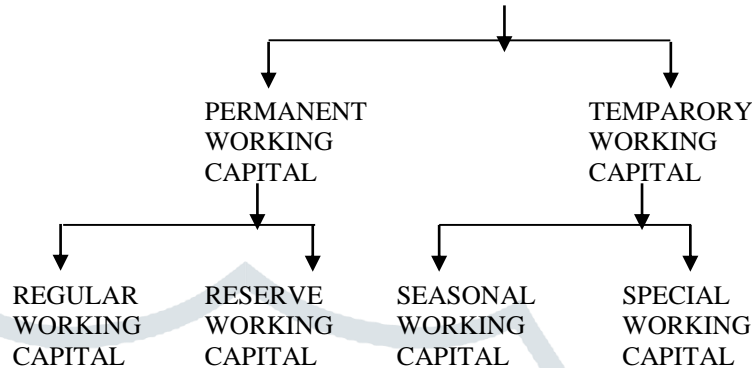 PERMANENT
WORKING
CAPITAL
TEMPARORY
WORKING
CAPITAL
REGULAR
WORKING
CAPITAL
RESERVE
WORKING
CAPITAL
SEASONAL
WORKING
CAPITAL
SPECIAL
WORKING
CAPITAL